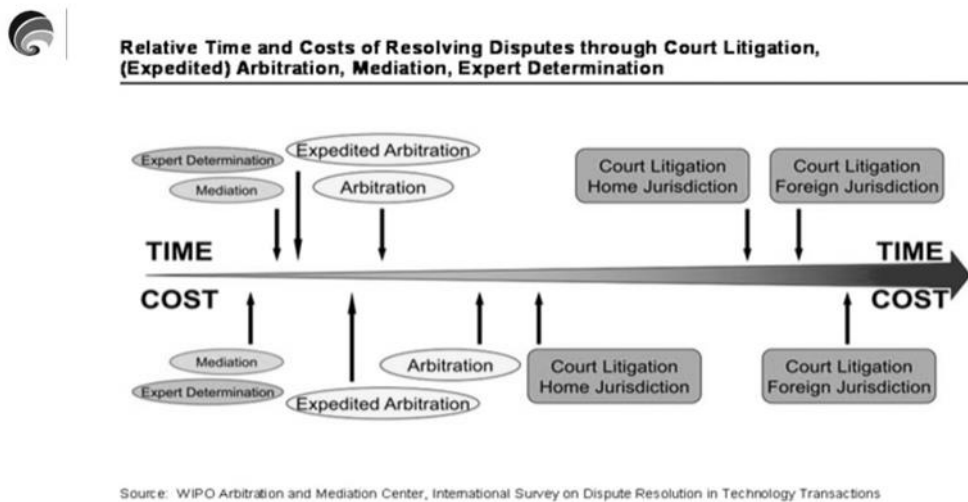 Relative Time and Costs of Resolving Disputes through Court Litigation,
(Expedited) Arbitration, Mediation, Expert Determination
Expert Determination
Mediation
Expedited Arbitration
Arbitration
Court Litigation
Home Jurisdiction
Court Litigation
Foreign Jurisdiction
TIME
TIME
COST
COST
Mediation
Expert Determination
Expedited Arbitration
Arbitration
Court Litigation
Home Jurisdiction
Court Litigation
Foreign Jurisdiction
Source: WIPO Arbitration and Mediation Center, International Survey on Dispute Resolution in Technology Transactions